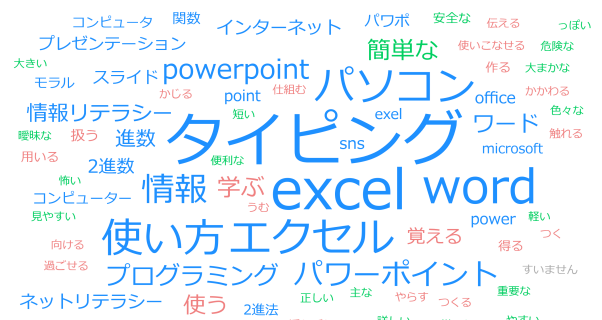 コンピュータ 関数 インターネット パワポ 安全な 伝える っぽい
プレゼンテーション 簡単な 使いこなせる 危険な
大きい モラル スライド powerpoint パソコン 作る 大まかな
かじる 仕組む office かかわる
情報リテラシー point 短い exel 色々な
曖昧な 扱う 進数 タイピング ワード 触れる
用いる 2進数 便利な sns microsoft
怖い 情報 学ぶ excel word
コンピューター うむ
見やすい 使い方 エクセル 覚える power 軽い
向ける 得る つく
過ごせる プログラミング パワーポイント すいません
ネットリテラシー 使う 2進法 正しい 主な やらす つくる 重要な